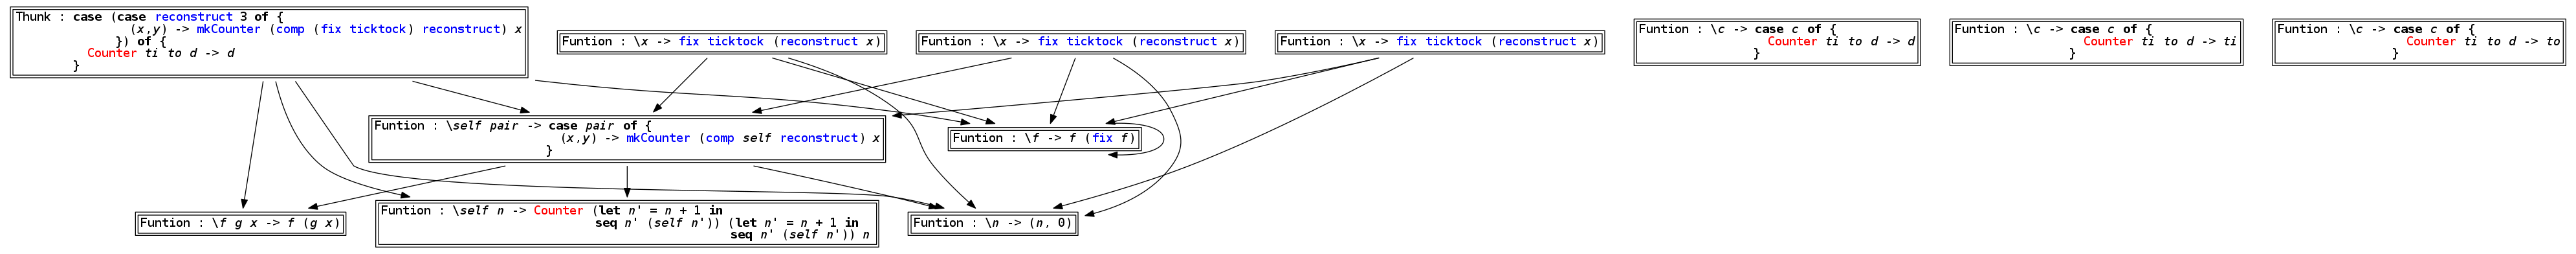 Thunk : case (case reconstruct 3 of {
(x,y) -> mkCounter (comp (fix ticktock) reconstruct) x
}) of {
Counter ti to d -> d
}
Funtion : \x -> fix ticktock (reconstruct x)
Funtion : \x -> fix ticktock (reconstruct x)
Funtion : \x -> fix ticktock (reconstruct x)
Funtion : \c -> case c of {
Counter ti to d -> d
}
Funtion : \c -> case c of {
Counter ti to d -> ti
}
Funtion : \c -> case c of {
Counter ti to d -> to
}
Funtion : \self pair -> case pair of {
(x,y) -> mkCounter (comp self reconstruct) x
}
Funtion : \f -> f (fix f)
Funtion : \f g x -> f (g x)
Funtion : \self n -> Counter (let n' = n + 1 in
seq n' (self n')) (let n' = n + 1 in
seq n' (self n')) n
Funtion : \n -> (n, 0)